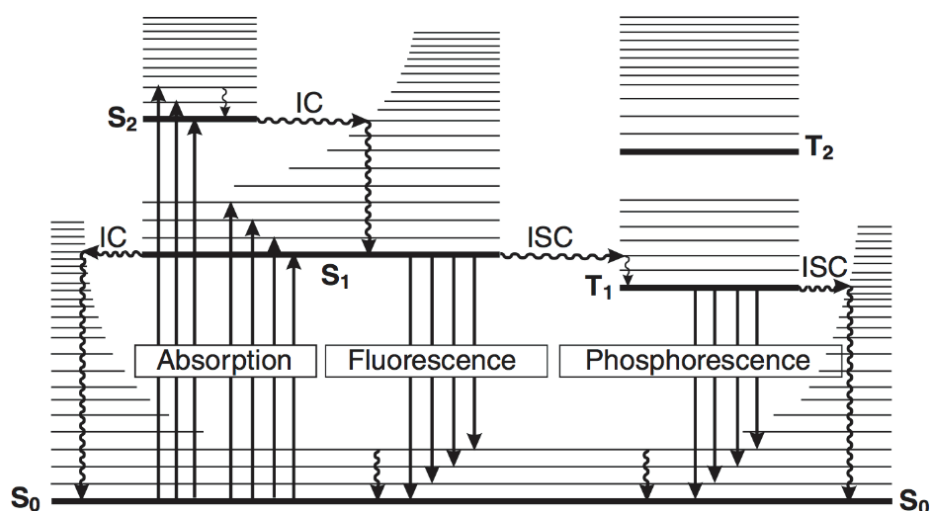 IC
S₂
T₂
IC
ISC
S₁
ISC
T₁
Absorption
Fluorescence
Phosphorescence
S₀
S₀